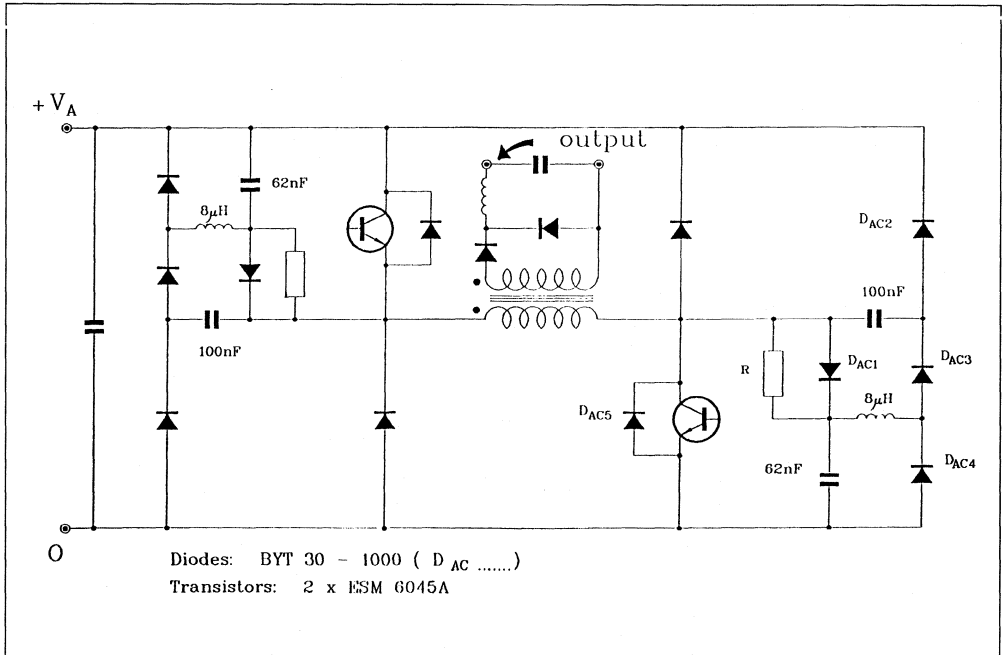 + V_A
output
62nF
8μH
D_AC2
100nF
100nF
D_AC1
D_AC3
R
8μH
D_AC5
62nF
D_AC4
O
Diodes: BYT 30 - 1000 ( D_AC .......)
Transistors: 2 x ESM 6045A